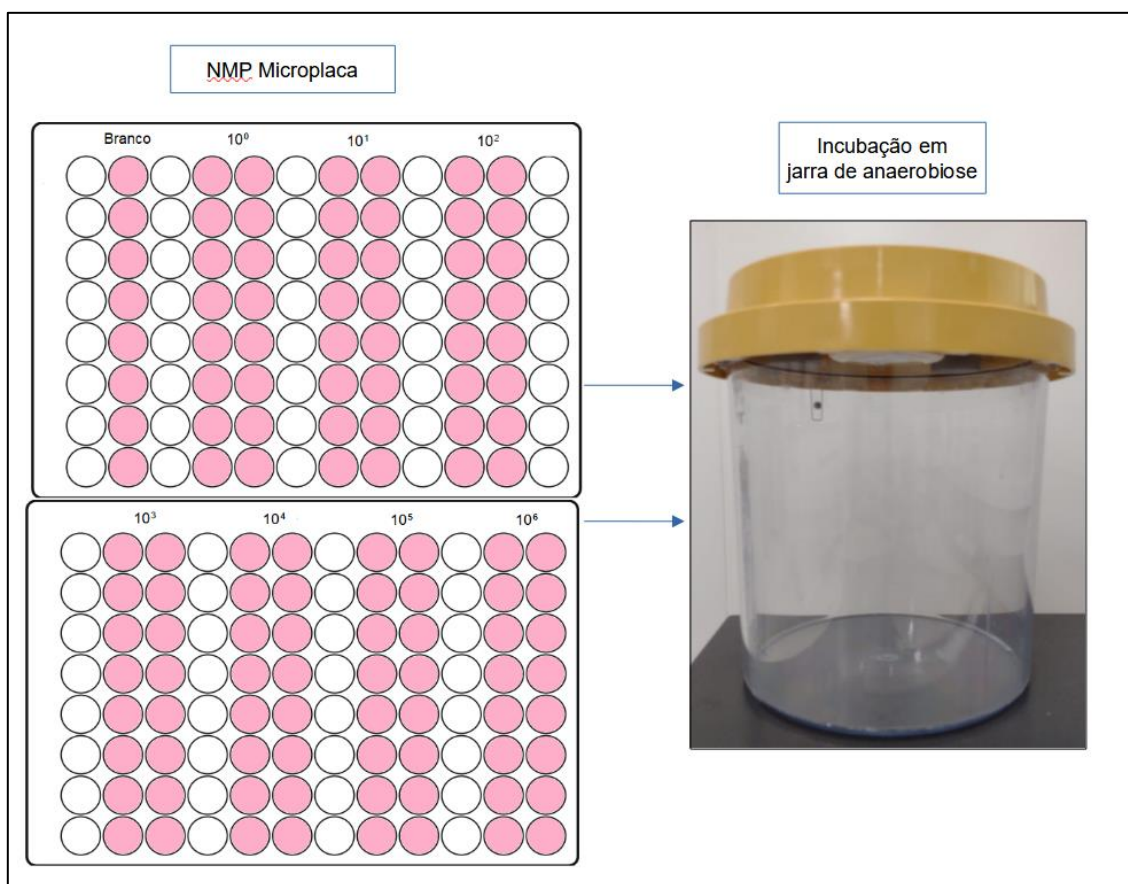 NMP Microplaca
Branco 10⁰ 10¹ 10²
10³ 10⁴ 10⁵ 10⁶
Incubação em
jarra de anaerobiose